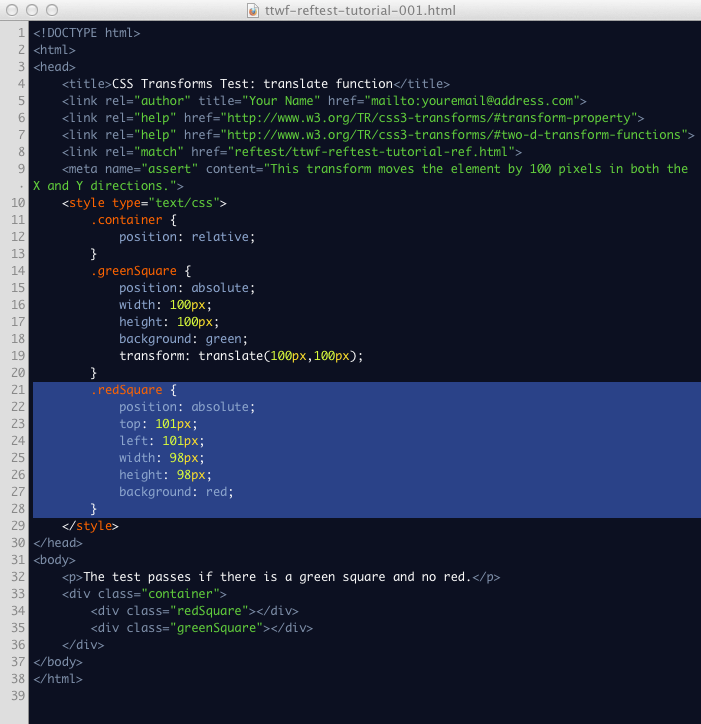 ttwf-reftest-tutorial-001.html
1 <!DOCTYPE html>
2 <html>
3 <head>
4     <title>CSS Transforms Test: translate function</title>
5     <link rel="author" title="Your Name" href="mailto:youremail@address.com">
6     <link rel="help" href="http://www.w3.org/TR/css3-transforms/#transform-property">
7     <link rel="help" href="http://www.w3.org/TR/css3-transforms/#two-d-transform-functions">
8     <link rel="match" href="reftest/ttwf-reftest-tutorial-ref.html">
9     <meta name="assert" content="This transform moves the element by 100 pixels in both the
· X and Y directions.">
10     <style type="text/css">
11         .container {
12             position: relative;
13         }
14         .greenSquare {
15             position: absolute;
16             width: 100px;
17             height: 100px;
18             background: green;
19             transform: translate(100px,100px);
20         }
21         .redSquare {
22             position: absolute;
23             top: 101px;
24             left: 101px;
25             width: 98px;
26             height: 98px;
27             background: red;
28         }
29     </style>
30 </head>
31 <body>
32     <p>The test passes if there is a green square and no red.</p>
33     <div class="container">
34         <div class="redSquare"></div>
35         <div class="greenSquare"></div>
36     </div>
37 </body>
38 </html>
39